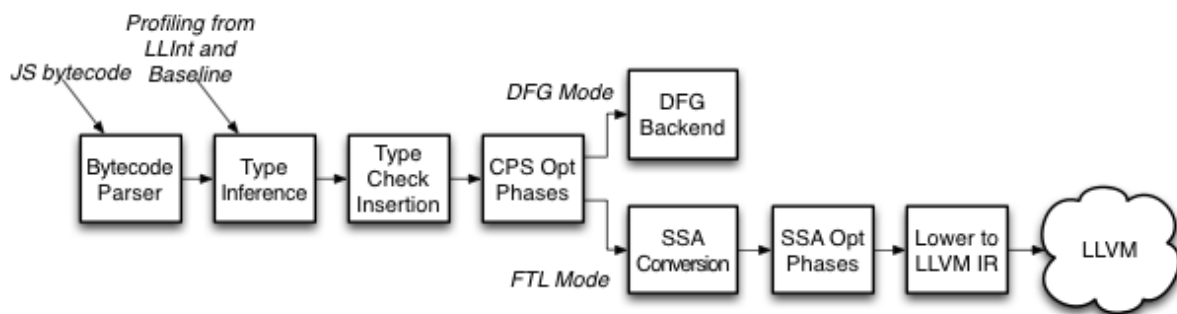 Profiling from
LLInt and
Baseline
JS bytecode
DFG Mode
DFG
Backend
Bytecode
Parser
Type
Inference
Type
Check
Insertion
CPS Opt
Phases
SSA
Conversion
SSA Opt
Phases
Lower to
LLVM IR
LLVM
FTL Mode